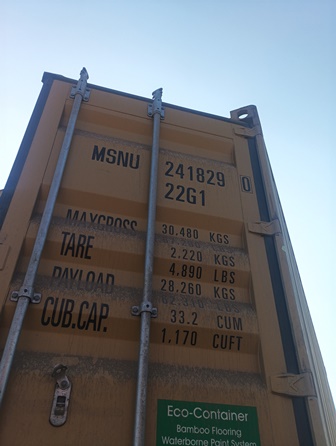 MSNU 241829 0
22G1
MAXGROSS 30.480 KGS
TARE 2.220 KGS
4.890 LBS
PAYLOAD 28.260 KGS
CUB.CAP. 33.2 CUM
1.170 CUFT
Eco-Container
Bamboo Flooring
Waterborne Paint System